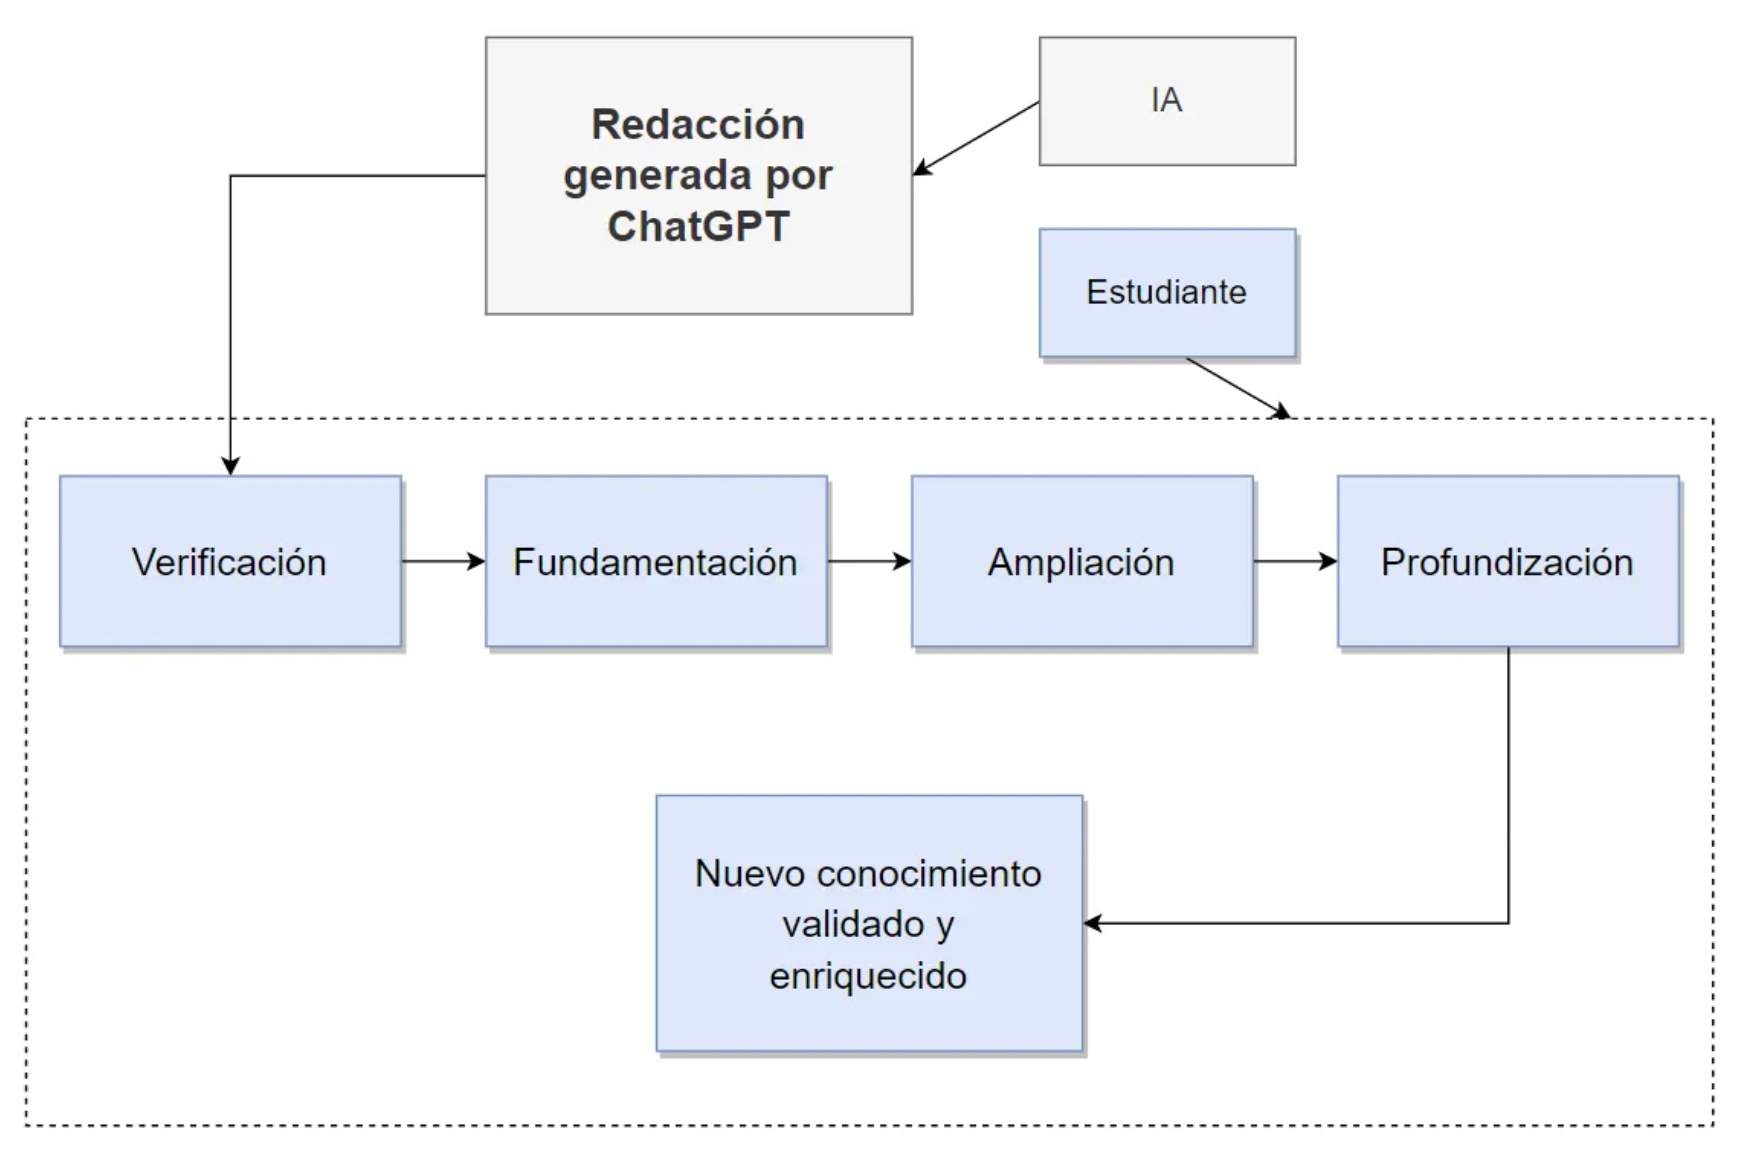 Redacción
generada por
ChatGPT
IA
Estudiante
Verificación
Fundamentación
Ampliación
Profundización
Nuevo conocimiento
validado y
enriquecido